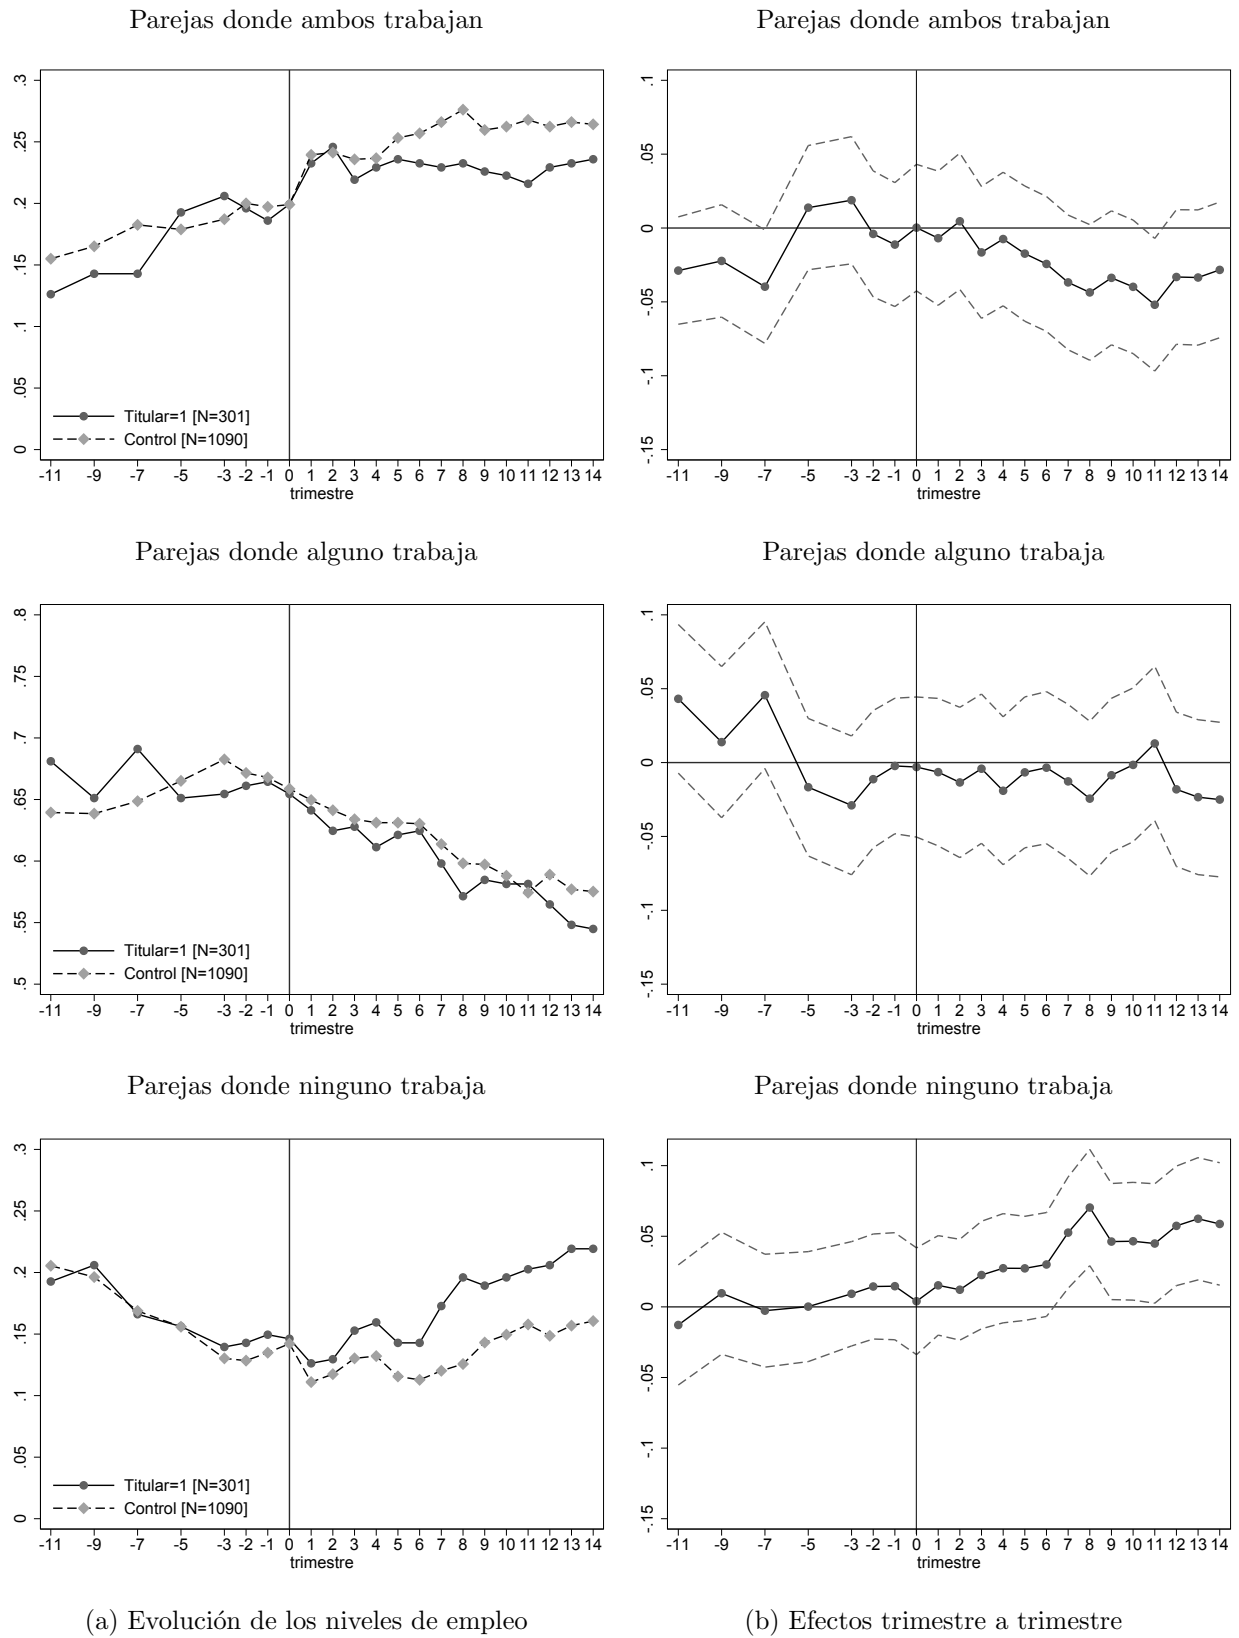 Parejas donde ambos trabajan
.3
.25
.2
.15
.1
.05
0
Titular=1 [N=301]
Control [N=1090]
-11 -9 -7 -5 -3 -2 -1 0 1 2 3 4 5 6 7 8 9 10 11 12 13 14
trimestre
Parejas donde ambos trabajan
.1
.05
0
-.05
-.1
-.15
-11 -9 -7 -5 -3 -2 -1 0 1 2 3 4 5 6 7 8 9 10 11 12 13 14
trimestre
Parejas donde alguno trabaja
.8
.75
.7
.65
.6
.55
.5
Titular=1 [N=301]
Control [N=1090]
-11 -9 -7 -5 -3 -2 -1 0 1 2 3 4 5 6 7 8 9 10 11 12 13 14
trimestre
Parejas donde alguno trabaja
.1
.05
0
-.05
-.1
-.15
-11 -9 -7 -5 -3 -2 -1 0 1 2 3 4 5 6 7 8 9 10 11 12 13 14
trimestre
Parejas donde ninguno trabaja
.3
.25
.2
.15
.1
.05
0
Titular=1 [N=301]
Control [N=1090]
-11 -9 -7 -5 -3 -2 -1 0 1 2 3 4 5 6 7 8 9 10 11 12 13 14
trimestre
Parejas donde ninguno trabaja
.1
.05
0
-.05
-.1
-.15
-11 -9 -7 -5 -3 -2 -1 0 1 2 3 4 5 6 7 8 9 10 11 12 13 14
trimestre
(a) Evolución de los niveles de empleo
(b) Efectos trimestre a trimestre